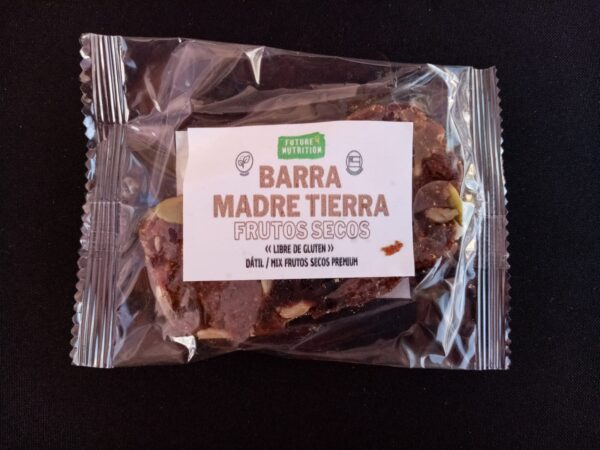 FUTURE
NUTRITION
BARRA
MADRE TIERRA
FRUTOS SECOS
« LIBRE DE GLUTEN »
DÁTIL / MIX FRUTOS SECOS PREMIUM